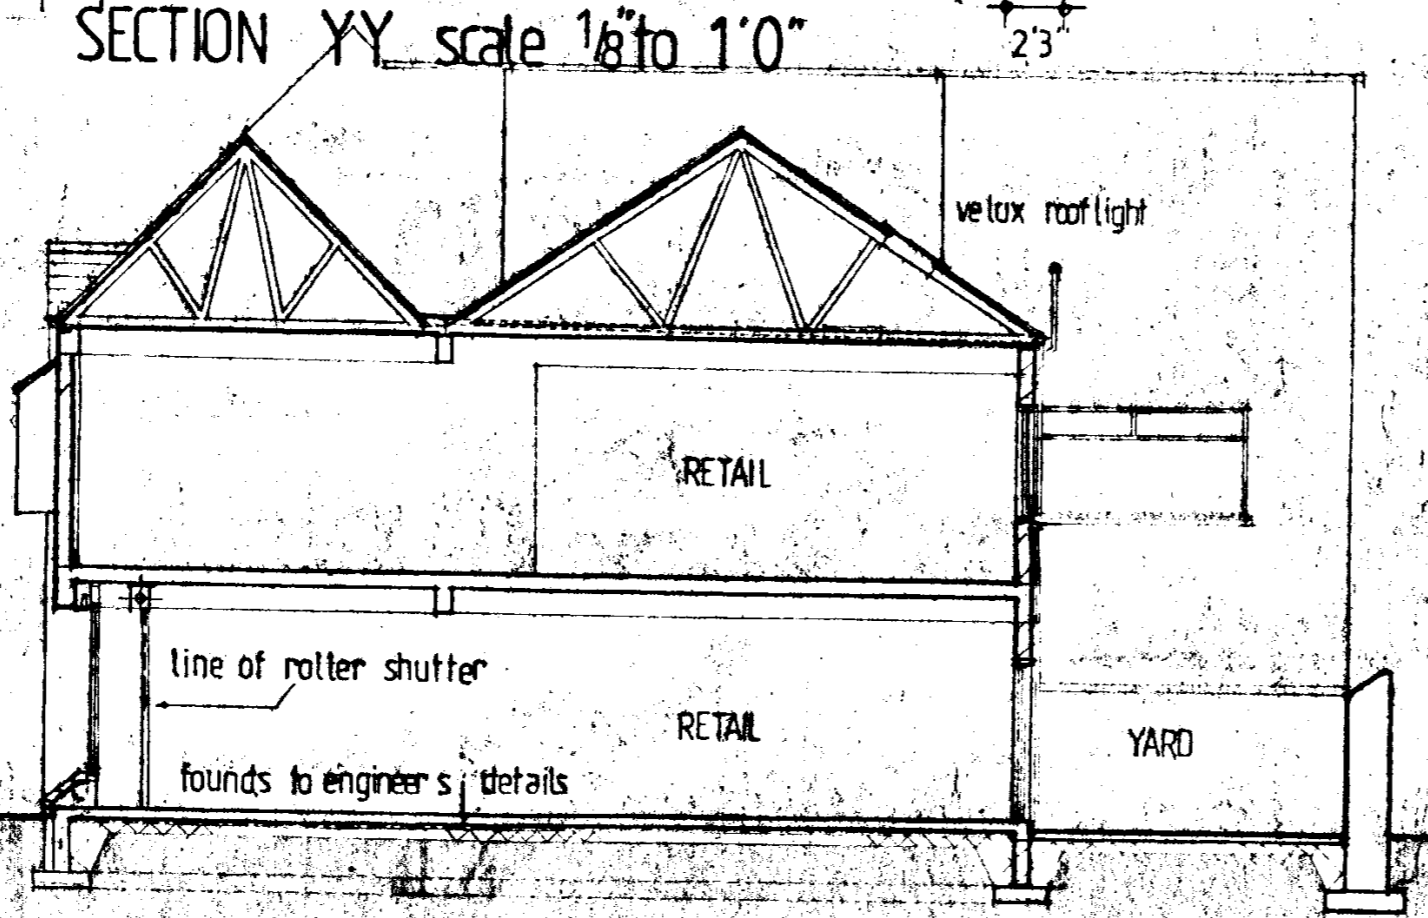 SECTION YY scale 1/8" to 1'0"
2'3"
velux rooflight
RETAIL
line of roller shutter
RETAIL
YARD
founds to engineers details